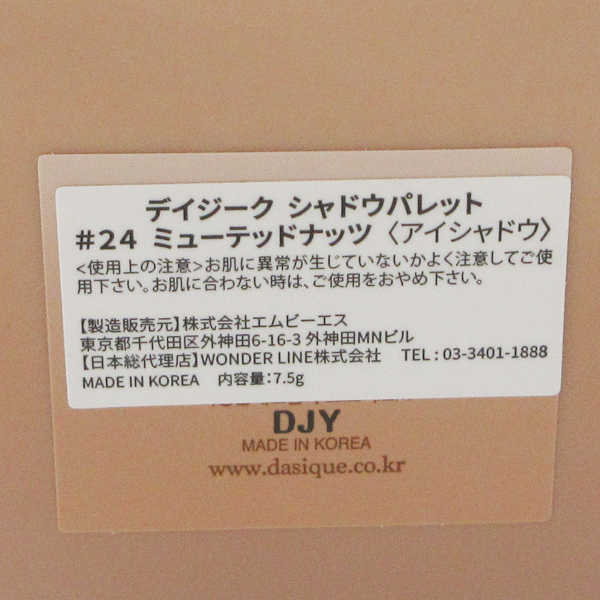 デイジーク シャドウパレット
#24 ミューテッドナッツ〈アイシャドウ〉
<使用上の注意>お肌に異常が生じていないかよく注意してご使
用下さい。お肌に合わない時は、ご使用をおやめ下さい。
【製造販売元】株式会社エムビーエス
東京都千代田区外神田6-16-3 外神田MNビル
【日本総代理店】WONDER LINE株式会社 TEL : 03-3401-1888
MADE IN KOREA 内容量:7.5g
DJY
MADE IN KOREA
www.dasique.co.kr